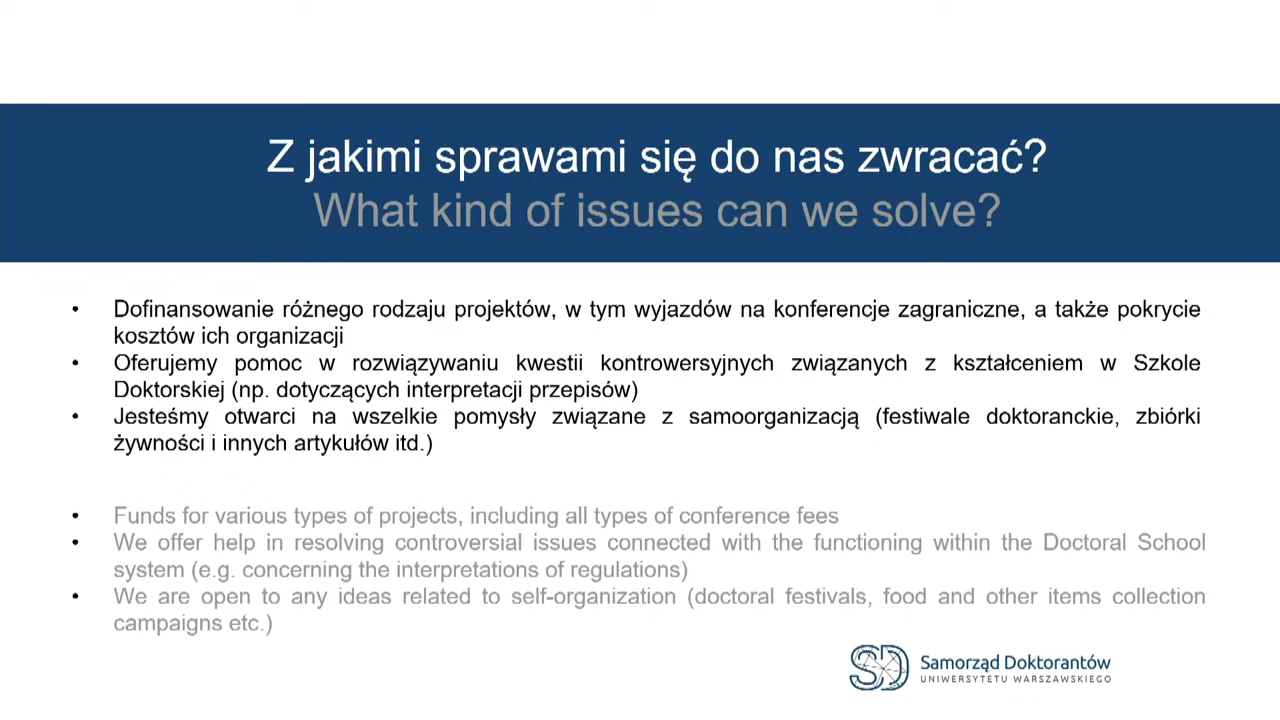 Z jakimi sprawami się do nas zwracać?
What kind of issues can we solve?
• Dofinansowanie różnego rodzaju projektów, w tym wyjazdów na konferencje zagraniczne, a także pokrycie
kosztów ich organizacji
• Oferujemy pomoc w rozwiązywaniu kwestii kontrowersyjnych związanych z kształceniem w Szkole
Doktorskiej (np. dotyczących interpretacji przepisów)
• Jesteśmy otwarci na wszelkie pomysły związane z samoorganizacją (festiwale doktoranckie, zbiórki
żywności i innych artykułów itd.)
• Funds for various types of projects, including all types of conference fees
• We offer help in resolving controversial issues connected with the functioning within the Doctoral School
system (e.g. concerning the interpretations of regulations)
• We are open to any ideas related to self-organization (doctoral festivals, food and other items collection
campaigns etc.)
SD Samorząd Doktorantów
UNIWERSYTETU WARSZAWSKIEGO